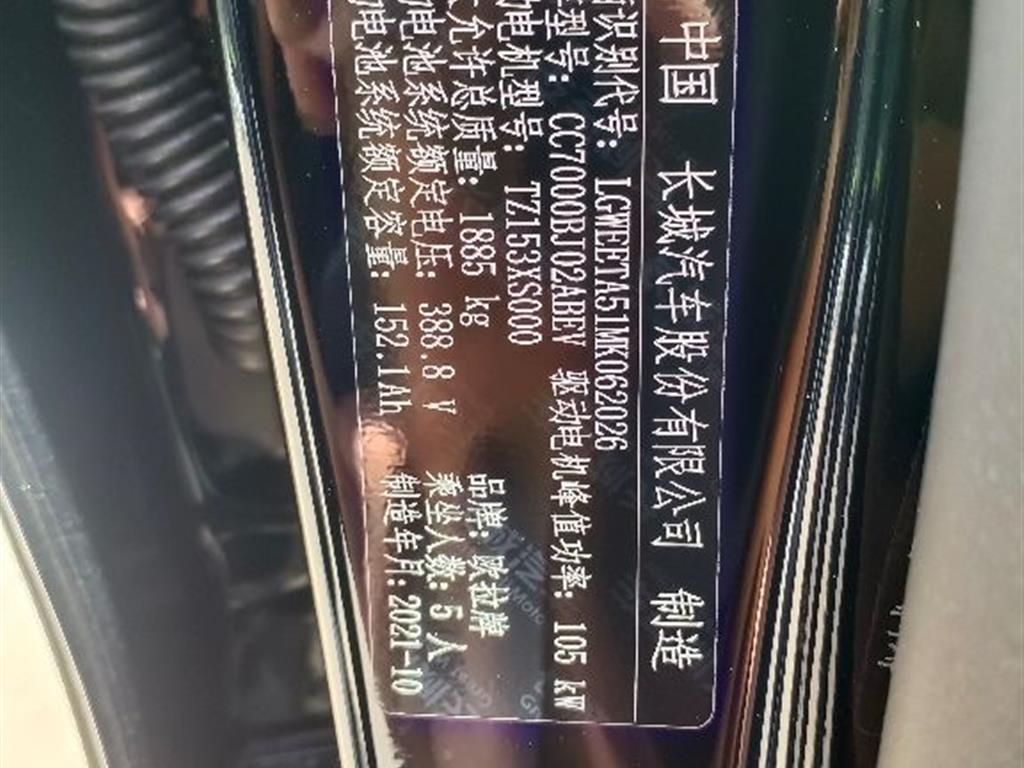 中国 长城汽车股份有限公司 制造
识别代号: LGWEETA51MK062026
型号: CC7000BJ02ABEV 驱动电机峰值功率: 105 kW
电机型号: TZ153XS000
允许总质量: 1885 kg 品牌: 欧拉牌
电池系统额定电压: 388.8 V 乘坐人数: 5 人
电池系统额定容量: 152.1Ah 制造年月: 2021-10